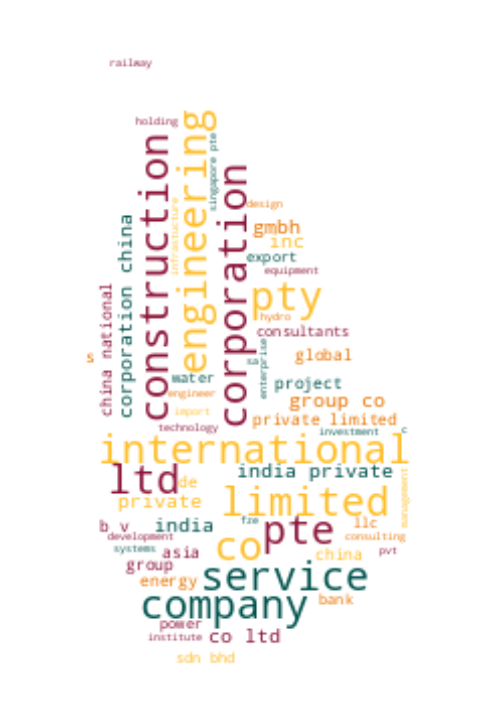 railway
holding
construction
engineering
singapore pte
infrastructure
corporation
design
gmbh
inc
export
equipment
corporation china
china national
pty
hydro
consultants
s
sa
enterprise
global
water
project
engineer
group co
import
private limited
technology
investment
c
international
ltd
de
india private
management
private
limited
b v
india
fze
pte
llc
development
consulting
systems
asia
co
china
pvt
group
energy
service
company
bank
power
institute
co ltd
sdn bhd